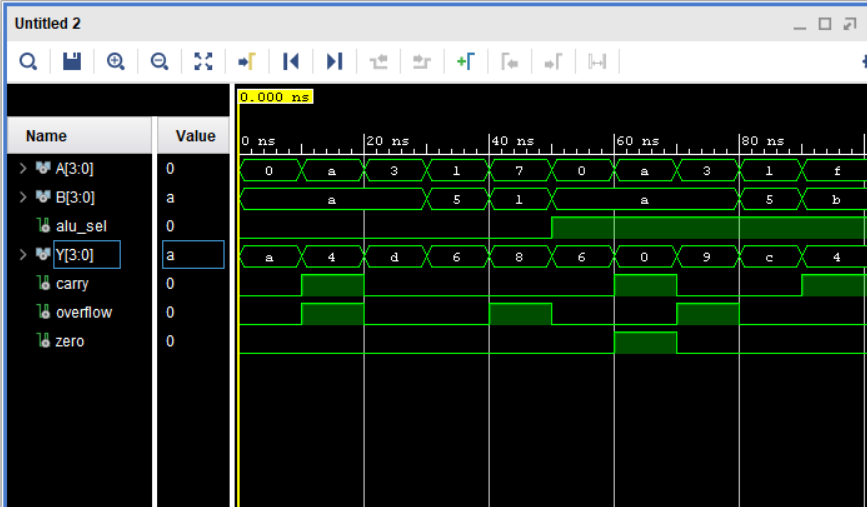 Untitled 2
0.000 ns
Name Value
0 ns 20 ns 40 ns 60 ns 80 ns
A[3:0] 0 0 a 3 1 7 0 a 3 1 f
B[3:0] a a 5 1 a 5 b
alu_sel 0
Y[3:0] a a 4 d 6 8 6 0 9 c 4
carry 0
overflow 0
zero 0